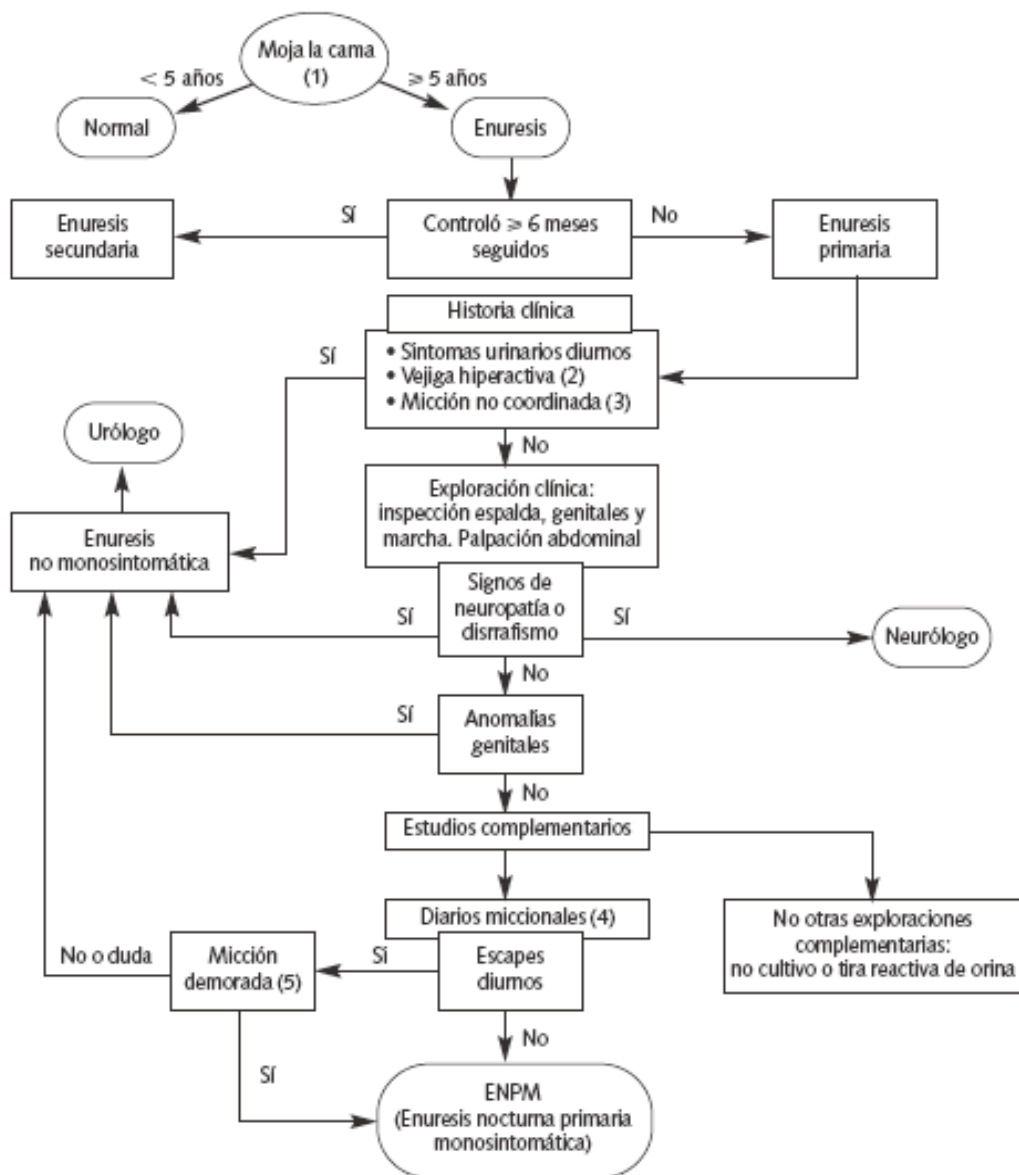 Moja la cama
(1)
< 5 años
≥ 5 años
Normal
Enuresis
Enuresis
secundaria
Sí
Controló ≥ 6 meses
seguidos
No
Enuresis
primaria
Historia clínica
Sí
• Síntomas urinarios diurnos
• Vejiga hiperactiva (2)
• Micción no coordinada (3)
Urólogo
No
Exploración clínica:
inspección espalda, genitales y
marcha. Palpación abdominal
Enuresis
no monosintomática
Signos de
neuropatía o
disrrafismo
Sí
Sí
Neurólogo
No
Sí
Anomalías
genitales
No
Estudios complementarios
Diarios miccionales (4)
No otras exploraciones
complementarias:
no cultivo o tira reactiva de orina
No o duda
Micción
demorada (5)
Si
Escapes
diurnos
No
Sí
ENPM
(Enuresis nocturna primaria
monosintomática)